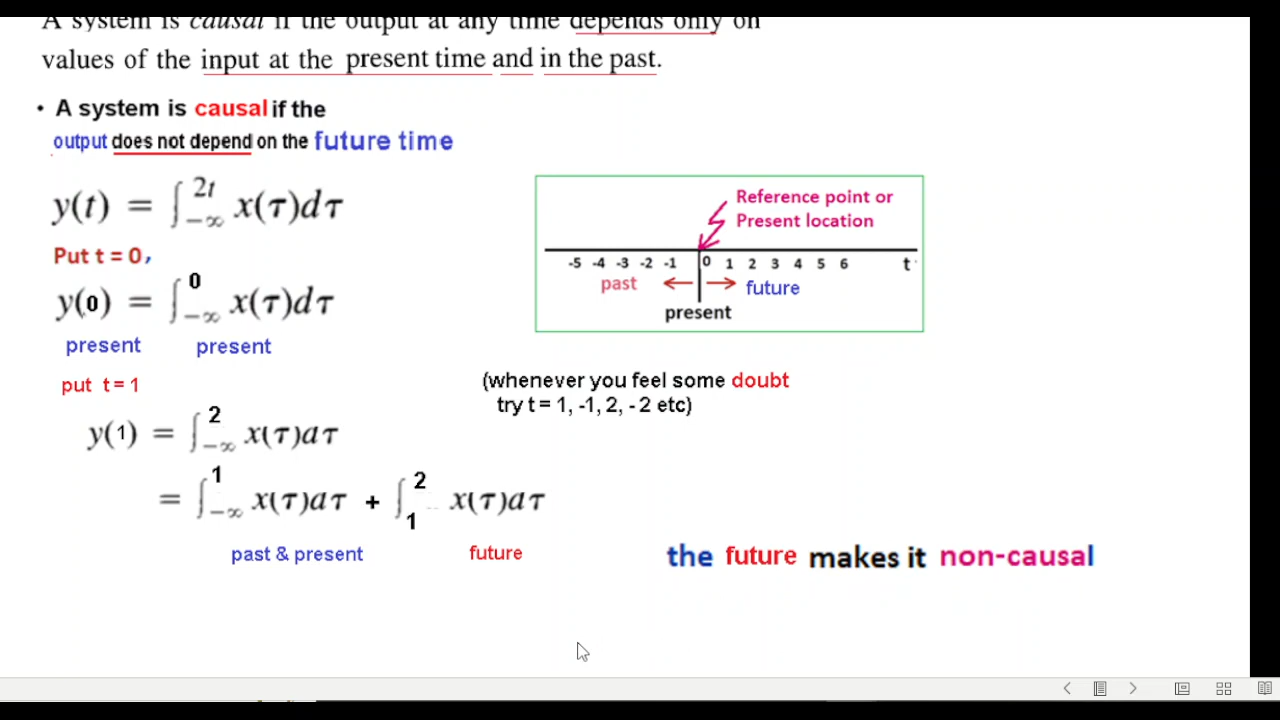 A system is causal if the output at any time depends only on
values of the input at the present time and in the past.
• A system is causal if the
output does not depend on the future time
y(t) = ∫_{-∞}^{2t} x(τ)dτ
Put t = 0,
y(0) = ∫_{-∞}^{0} x(τ)dτ
present present
put t = 1
y(1) = ∫_{-∞}^{2} x(τ)dτ
= ∫_{-∞}^{1} x(τ)dτ + ∫_{1}^{2} x(τ)dτ
past & present future
Reference point or
Present location
-5 -4 -3 -2 -1 0 1 2 3 4 5 6 t
past future
present
(whenever you feel some doubt
try t = 1, -1, 2, - 2 etc)
the future makes it non-causal